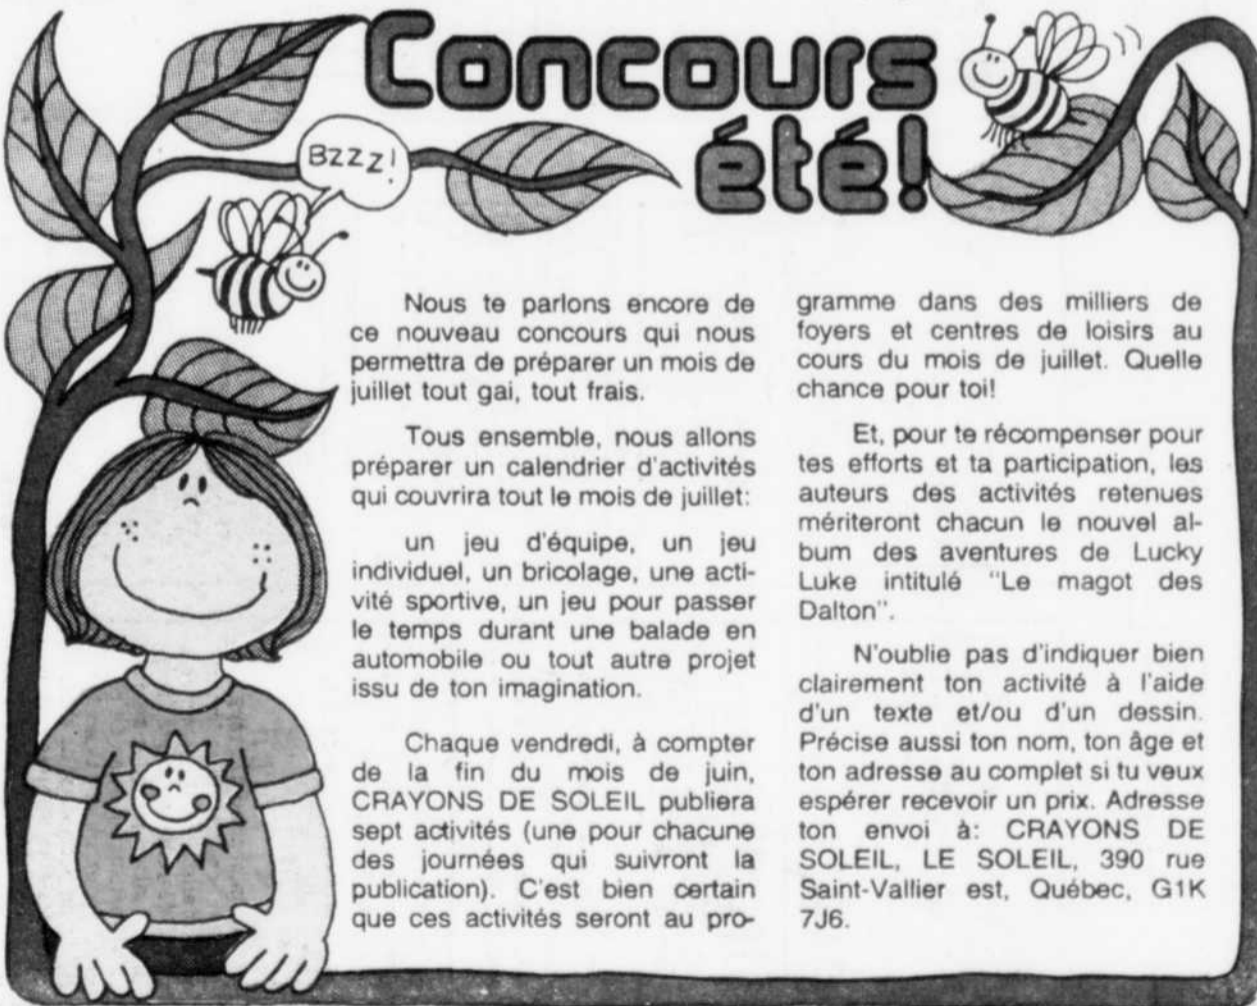 Concours
été!
BZZZ!
Nous te parlons encore de
ce nouveau concours qui nous
permettra de préparer un mois de
juillet tout gai, tout frais.
Tous ensemble, nous allons
préparer un calendrier d'activités
qui couvrira tout le mois de juillet:
un jeu d'équipe, un jeu
individuel, un bricolage, une acti-
vité sportive, un jeu pour passer
le temps durant une balade en
automobile ou tout autre projet
issu de ton imagination.
Chaque vendredi, à compter
de la fin du mois de juin,
CRAYONS DE SOLEIL publiera
sept activités (une pour chacune
des journées qui suivront la
publication). C'est bien certain
que ces activités seront au pro-
gramme dans des milliers de
foyers et centres de loisirs au
cours du mois de juillet. Quelle
chance pour toi!
Et, pour te récompenser pour
tes efforts et ta participation, les
auteurs des activités retenues
mériteront chacun le nouvel al-
bum des aventures de Lucky
Luke intitulé "Le magot des
Dalton".
N'oublie pas d'indiquer bien
clairement ton activité à l'aide
d'un texte et/ou d'un dessin.
Précise aussi ton nom, ton âge et
ton adresse au complet si tu veux
espérer recevoir un prix. Adresse
ton envoi à: CRAYONS DE
SOLEIL, LE SOLEIL, 390 rue
Saint-Vallier est, Québec, G1K
7J6.